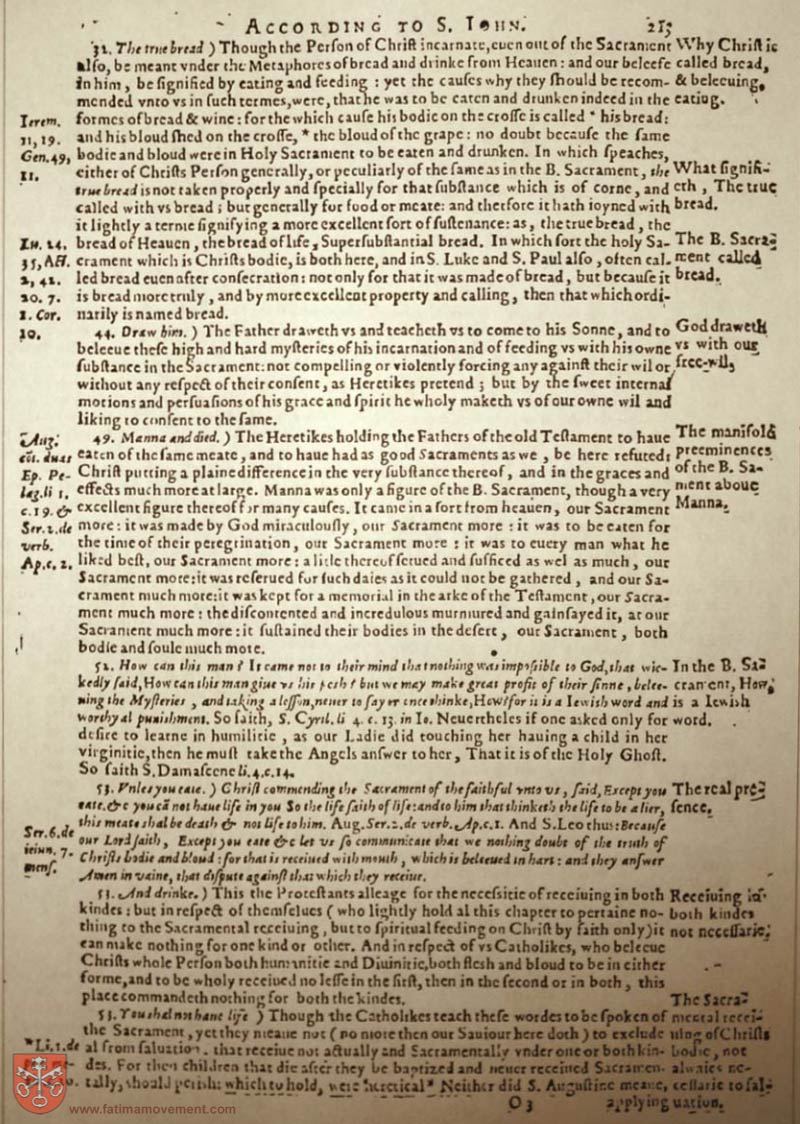 ACCORDING TO S. IOHN.
215
32. The true bread ) Though the Perſon of Chriſt incarnate, euen out of the Sacrament
alſo, be meant vnder the Metaphores of bread and drinke from Heauen : and our beleefe
in him, be ſignified by eating and feeding : yet the cauſes why they ſhould be recom-
mended vnto vs in ſuch termes, were, that he was to be eaten and drunken indeed in the
formes of bread & wine : for the which cauſe his bodie on the croſſe is called * his bread:
and his bloud ſhed on the croſſe, * the bloud of the grape : no doubt becauſe the ſame
bodie and bloud were in Holy Sacrament to be eaten and drunken. In which ſpeaches,
either of Chriſts Perſon generally, or peculiarly of the ſame as in the B. Sacrament, the
true bread is not taken properly and ſpecially for that ſubſtance which is of corne, and
called with vs bread ; but generally for food or meate : and therfore it hath ioyned with
it lightly a terme ſignifying a more excellent ſort of ſuſtenance : as, the true bread, the
bread of Heauen, the bread of life, Superſubſtantial bread. In which ſort the holy Sa-
crament which is Chriſts bodie, is both here, and in S. Luke and S. Paul alſo, often cal-
led bread euen after conſecration : not only for that it was made of bread, but becauſe it
is bread more truly, and by more excellent property and calling, then that which ordi-
narily is named bread.
44. Draw him. ) The Father draweth vs and teacheth vs to come to his Sonne, and to
beleeue theſe high and hard myſteries of his incarnation and of feeding vs with his owne
ſubſtance in the Sacrament : not compelling or violently forcing any againſt their wil or
without any reſpect of their conſent, as Heretikes pretend ; but by the ſweet internal
motions and perſuaſions of his grace and ſpirit he wholy maketh vs of our owne wil and
liking to conſent to the ſame.
49. Manna and died. ) The Heretikes holding the Fathers of the old Teſtament to haue
eaten of the ſame meate, and to haue had as good Sacraments as we, be here refuted :
Chriſt putting a plaine difference in the very ſubſtance thereof, and in the graces and
effects much more at large. Manna was only a figure of the B. Sacrament, though a very
excellent figure thereof for many cauſes. It came in a ſort from heauen, our Sacrament
more : it was made by God miraculouſly, our Sacrament more : it was to be eaten for
the time of their peregrination, our Sacrament more : it was to euery man what he
liked beſt, our Sacrament more : a litle thereof ſerued and ſufficed as wel as much, our
Sacrament more : it was reſerued for ſuch daies as it could not be gathered, and our Sa-
crament much more : it was kept for a memorial in the arke of the Teſtament, our Sacra-
ment much more : the diſcontented and incredulous murmured and gainſayed it, at our
Sacrament much more : it ſuſtained their bodies in the deſert, our Sacrament, both
bodie and ſoule much more.
52. How can this man ? It came not to their mind that nothing was impoſsible to God, that wic-
kedly ſaid, How can this man giue vs his fleſh ? but we may make great profit of their ſinne, belee-
uing the Myſteries, and taking a leſſon, neuer to ſay or once thinke, How ? for it is a Iewish word and
worthy al punishment. So ſaith, S. Cyril. li 4. c. 13. in Io. Neuertheles if one asked only for
deſire to learne in humilitie, as our Ladie did touching her hauing a child in her
virginitie, then he muſt take the Angels anſwer to her, That it is of the Holy Ghoſt.
So ſaith S. Damaſcene li. 4. c. 14.
53. Vnles you eate. ) Chriſt commending the Sacrament of the faithful vnto vs, ſaid, Except you
eate. &c you cã not haue life in you So the life ſaith of life : and to him that thinketh the life to be a lier,
this meate shal be death & not life to him. Aug. Ser. 2. de verb. Ap. c. 1. And S. Leo thus : Becauſe
our Lord ſaith, Except you eate &c let vs ſo communicate that we nothing doubt of the truth of
Chriſts bodie and bloud : for that is receiued with mouth, which is beleeued in hart : and they anſwer
Amen in vaine, that diſpute againſt that which they receiue.
53. And drinke. ) This the Proteſtants alleage for the neceſſitie of receiuing in both
kindes : but in reſpect of themſelues ( who lightly hold al this chapter to pertaine no-
thing to the Sacramental receiuing, but to ſpiritual feeding on Chriſt by faith only ) it
can make nothing for one kind or other. And in reſpect of vs Catholikes, who beleeue
Chriſts whole Perſon both humanitie and Diuinitie, both flesh and bloud to be in either
forme, and to be wholy receiued no leſſe in the firſt, then in the ſecond or in both, this
place commandeth nothing for both the kindes.
53. You shal not haue life ) Though the Catholikes teach theſe wordes to be ſpoken of
the Sacrament, yet they meane not ( no more then our Sauiour here doth ) to exclude
al from ſaluation, that receiue not actually and Sacramentally vnder one or both kin-
des. For then children that die after they be baptized and neuer receiued Sacramen-
tally, should perish : which to hold, were heretical * Neither did S. Auguſtine meane,
O 3
applying
Ierem.
11, 19.
Gen. 49,
11.
Lu. 24,
35, Act.
2, 42.
20. 7.
1. Cor.
10.
Aug.
cõt. duas
Ep. Pe-
lag. li 1.
c. 19. &
Ser. 2. de
verb.
Ap. c. 2.
Ser. 6. de
ieiun. 7.
menſ.
* Li. 1. de
Why Chriſt is
called bread,
& beleeuing,
eating.
What ſignifi-
eth, The true
bread.
The B. Sacra-
ment called
bread.
God draweth
vs with our
free-wil,
The manifold
preeminences
of the B. Sa-
ment aboue
Manna.
In the B. Sa-
crament, How,
is a Iewish
word.
The real pre-
ſence.
Receiuing in
both kindes
not neceſſarie.
The Sacra-
mental recei-
uing of Chriſts
bodie, not
alwaies ne-
ceſſarie to ſal-
uation.
www.fatimamovement.com